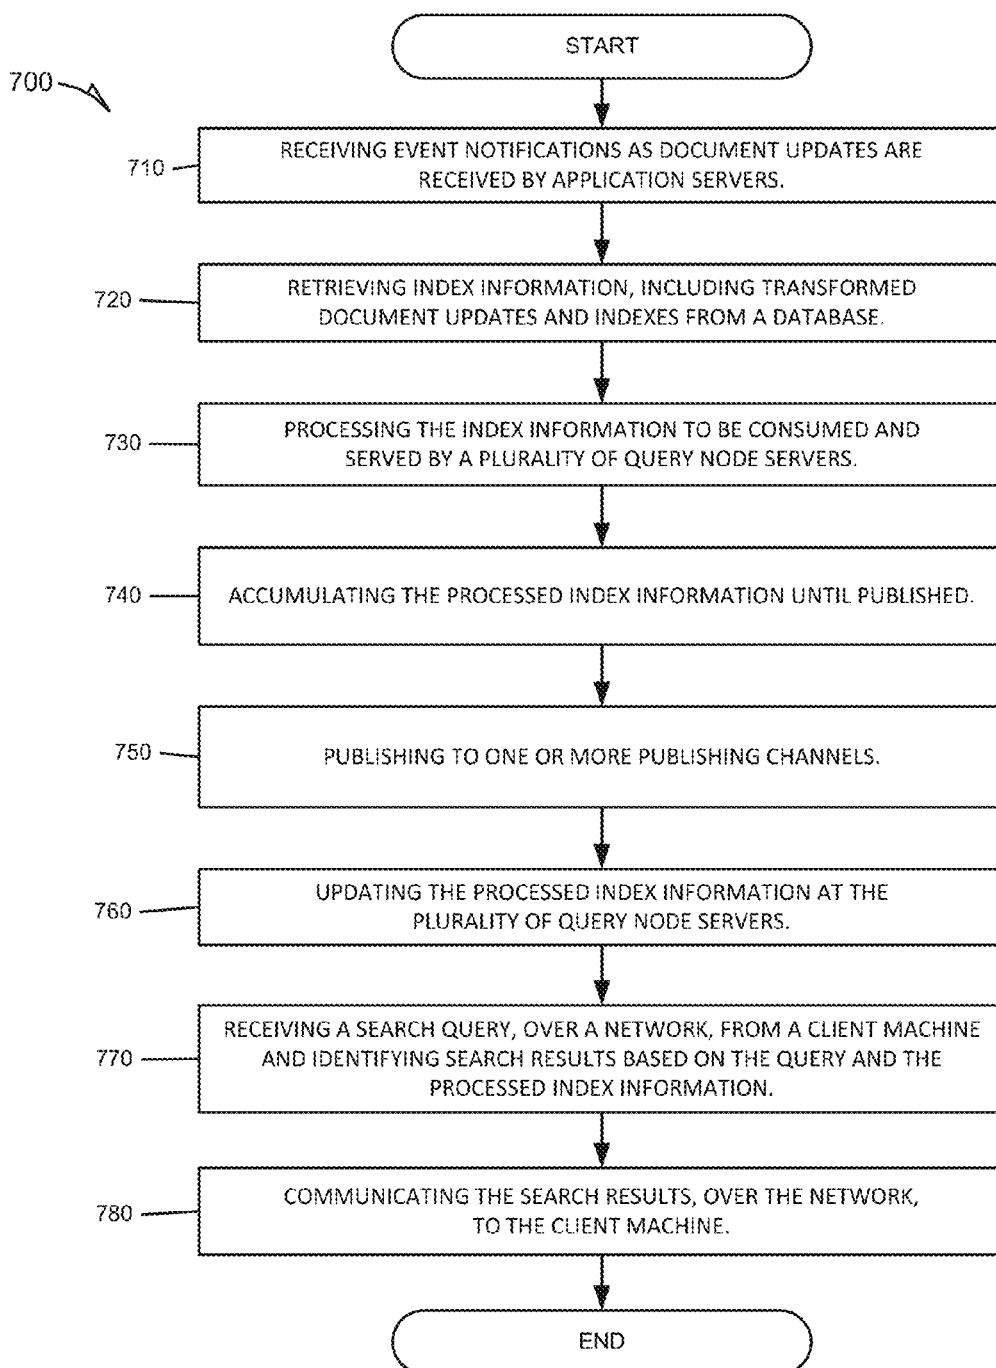 START
700
710
RECEIVING EVENT NOTIFICATIONS AS DOCUMENT UPDATES ARE
RECEIVED BY APPLICATION SERVERS.
720
RETRIEVING INDEX INFORMATION, INCLUDING TRANSFORMED
DOCUMENT UPDATES AND INDEXES FROM A DATABASE.
730
PROCESSING THE INDEX INFORMATION TO BE CONSUMED AND
SERVED BY A PLURALITY OF QUERY NODE SERVERS.
740
ACCUMULATING THE PROCESSED INDEX INFORMATION UNTIL PUBLISHED.
750
PUBLISHING TO ONE OR MORE PUBLISHING CHANNELS.
760
UPDATING THE PROCESSED INDEX INFORMATION AT THE
PLURALITY OF QUERY NODE SERVERS.
770
RECEIVING A SEARCH QUERY, OVER A NETWORK, FROM A CLIENT MACHINE
AND IDENTIFYING SEARCH RESULTS BASED ON THE QUERY AND THE
PROCESSED INDEX INFORMATION.
780
COMMUNICATING THE SEARCH RESULTS, OVER THE NETWORK,
TO THE CLIENT MACHINE.
END